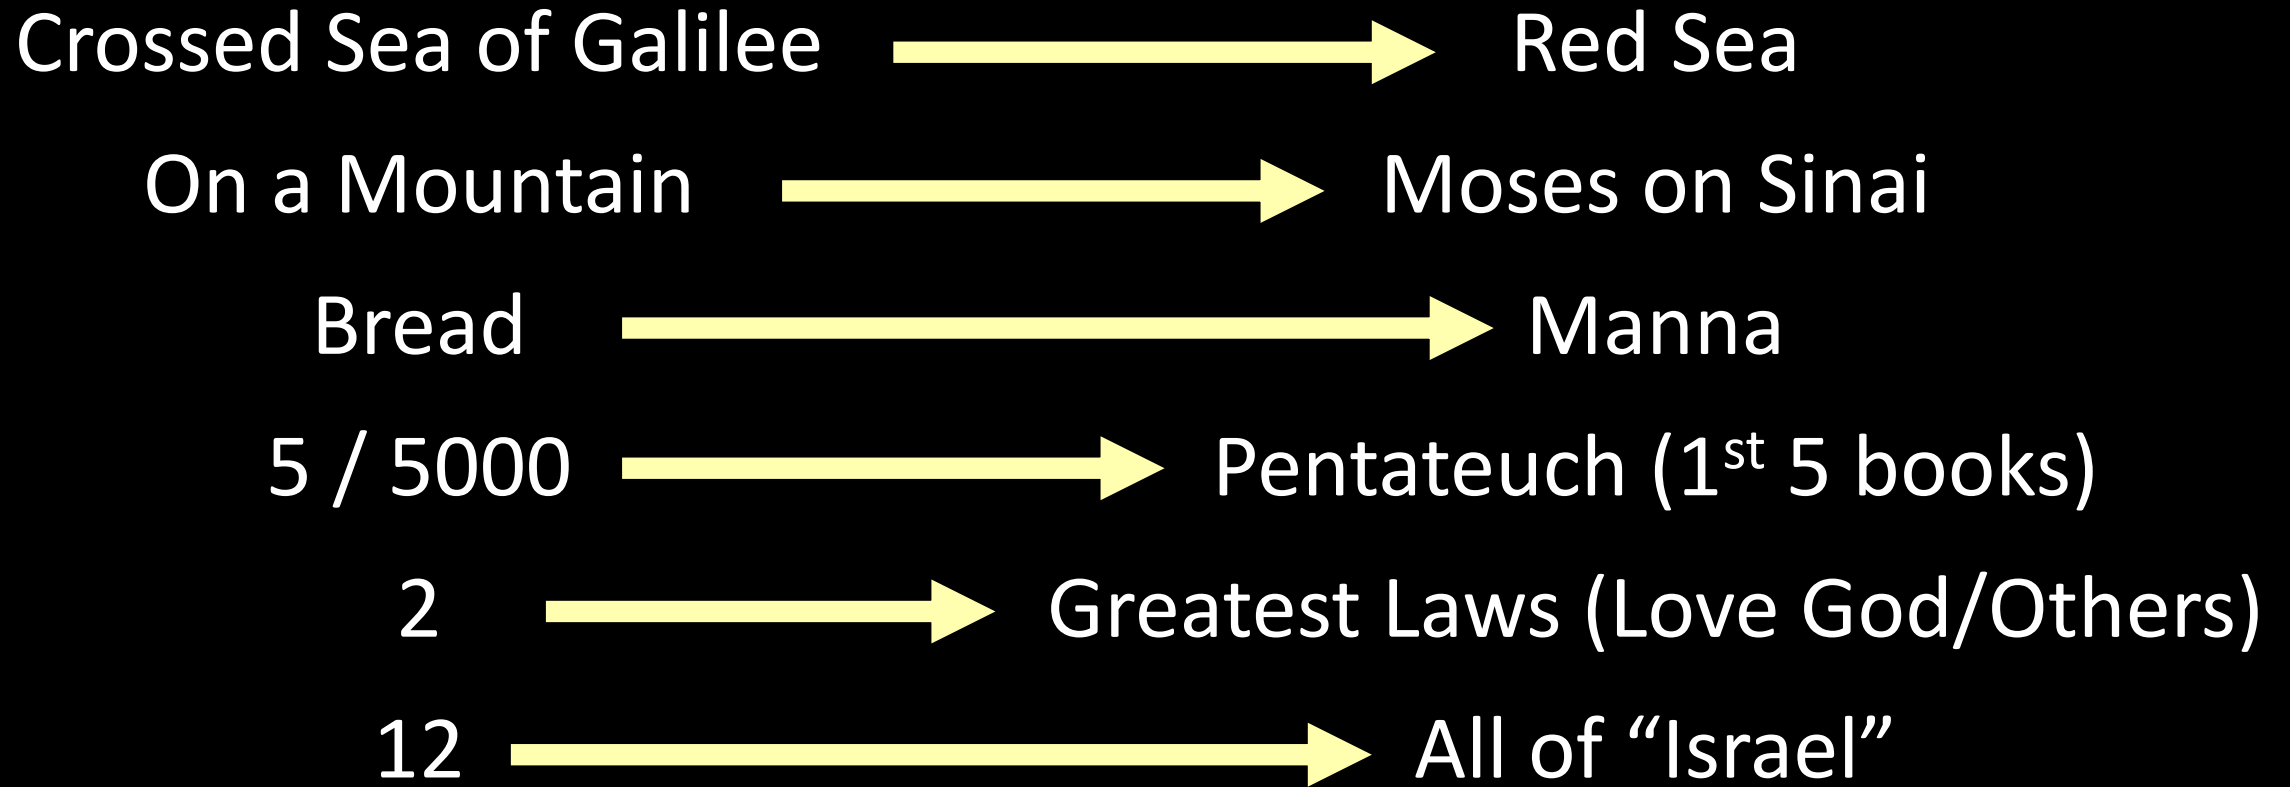 Crossed Sea of Galilee Red Sea
On a Mountain Moses on Sinai
Bread Manna
5 / 5000 Pentateuch (1st 5 books)
2 Greatest Laws (Love God/Others)
12 All of “Israel”